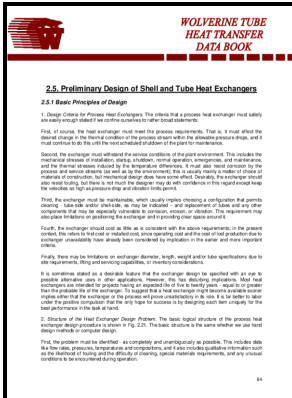 WOLVERINE TUBE
HEAT TRANSFER
DATA BOOK
2.5. Preliminary Design of Shell and Tube Heat Exchangers
2.5.1 Basic Principles of Design
1. Design Criteria for Process Heat Exchangers. The criteria that a process heat exchanger must satisfy
are easily enough stated if we confine ourselves to rather broad statements:
First, of course, the heat exchanger must meet the process requirements. That is, it must affect the
desired change in the thermal condition of the process stream within the allowable pressure drops, and it
must continue to do this until the next scheduled shutdown of the plant for maintenance.
Second, the exchanger must withstand the service conditions of the plant environment. This includes the
mechanical stresses of installation, startup, shutdown, normal operation, emergencies, and maintenance,
and the thermal stresses induced by the temperature differences. It must also resist corrosion by the
process and service streams (as well as by the environment); this is usually mainly a matter of choice of
materials of construction, but mechanical design does have some effect. Desirably, the exchanger should
also resist fouling, but there is not much the designer may do with confidence in this regard except keep
the velocities as high as pressure drop and vibration limits permit.
Third, the exchanger must be maintainable, which usually implies choosing a configuration that permits
cleaning - tube-side and/or shell-side, as may be indicated - and replacement of tubes and any other
components that may be especially vulnerable to corrosion, erosion, or vibration. This requirement may
also place limitations on positioning the exchanger and in providing clear space around it.
Fourth, the exchanger should cost as little as is consistent with the above requirements; in the present
context, this refers to first cost or installed cost, since operating cost and the cost of lost production due to
exchanger unavailability have already been considered by implication in the earlier and more important
criteria.
Finally, there may be limitations on exchanger diameter, length, weight and/or tube specifications due to
site requirements, lifting and servicing capabilities, or inventory considerations.
It is sometimes stated as a desirable feature that the exchanger design be specified with an eye to
possible alternative uses in other applications. However, this has disturbing implications. Most heat
exchangers are intended for projects having an expected life of five to twenty years - equal to or greater
than the probable life of the exchanger. To suggest that a heat exchanger might become available sooner
implies either that the exchanger or the process will prove unsatisfactory in its role. It is far better to labor
under the positive compulsion that the only hope for success is by designing each item uniquely for the
best performance in the task at hand.
2. Structure of the Heat Exchanger Design Problem. The basic logical structure of the process heat
exchanger design procedure is shown in Fig. 2.21. This basic structure is the same whether we use hand
design methods or computer design.
First, the problem must be identified - as completely and unambiguously as possible. This includes data
like flow rates, pressures, temperatures and compositions, and it also includes qualitative information such
as the likelihood of fouling and the difficulty of cleaning, special materials requirements, and any unusual
conditions to be encountered during operation.
84